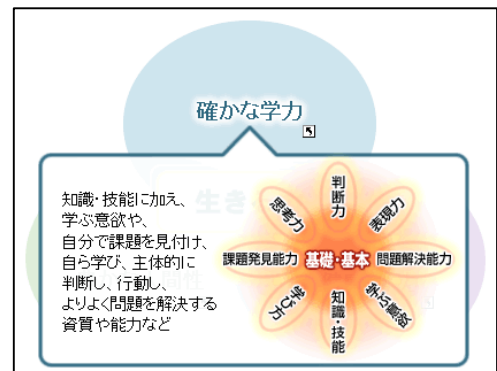 確かな学力
知識・技能に加え、
学ぶ意欲や、
自分で課題を見付け、
自ら学び、主体的に
判断し、行動し、
よりよく問題を解決する
資質や能力など
判断力
思考力
表現力
課題発見能力
基礎・基本
問題解決能力
学び方
知識・技能
学ぶ意欲
生き
間性